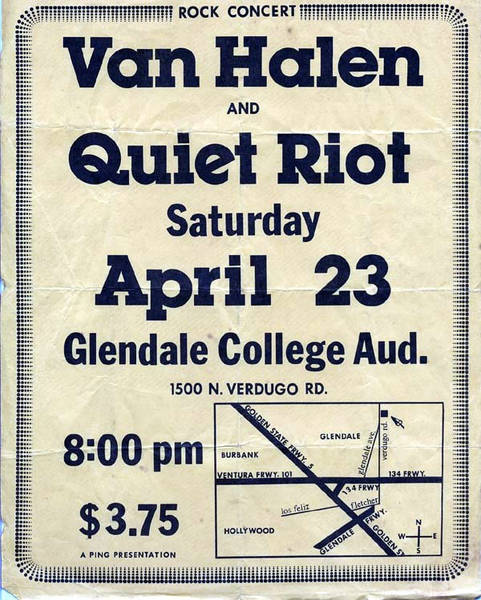 ROCK CONCERT
Van Halen
AND
Quiet Riot
Saturday
April 23
Glendale College Aud.
1500 N. VERDUGO RD.
8:00 pm
$3.75
A PING PRESENTATION
GOLDEN STATE FRWY. 5
GLENDALE
glendale ave.
verdugo rd.
BURBANK
VENTURA FRWY. 101
134 FRWY.
134 FRWY
los feliz
fletcher
HOLLYWOOD
GLENDALE FRWY.
GOLDEN ST
N
W
E
S